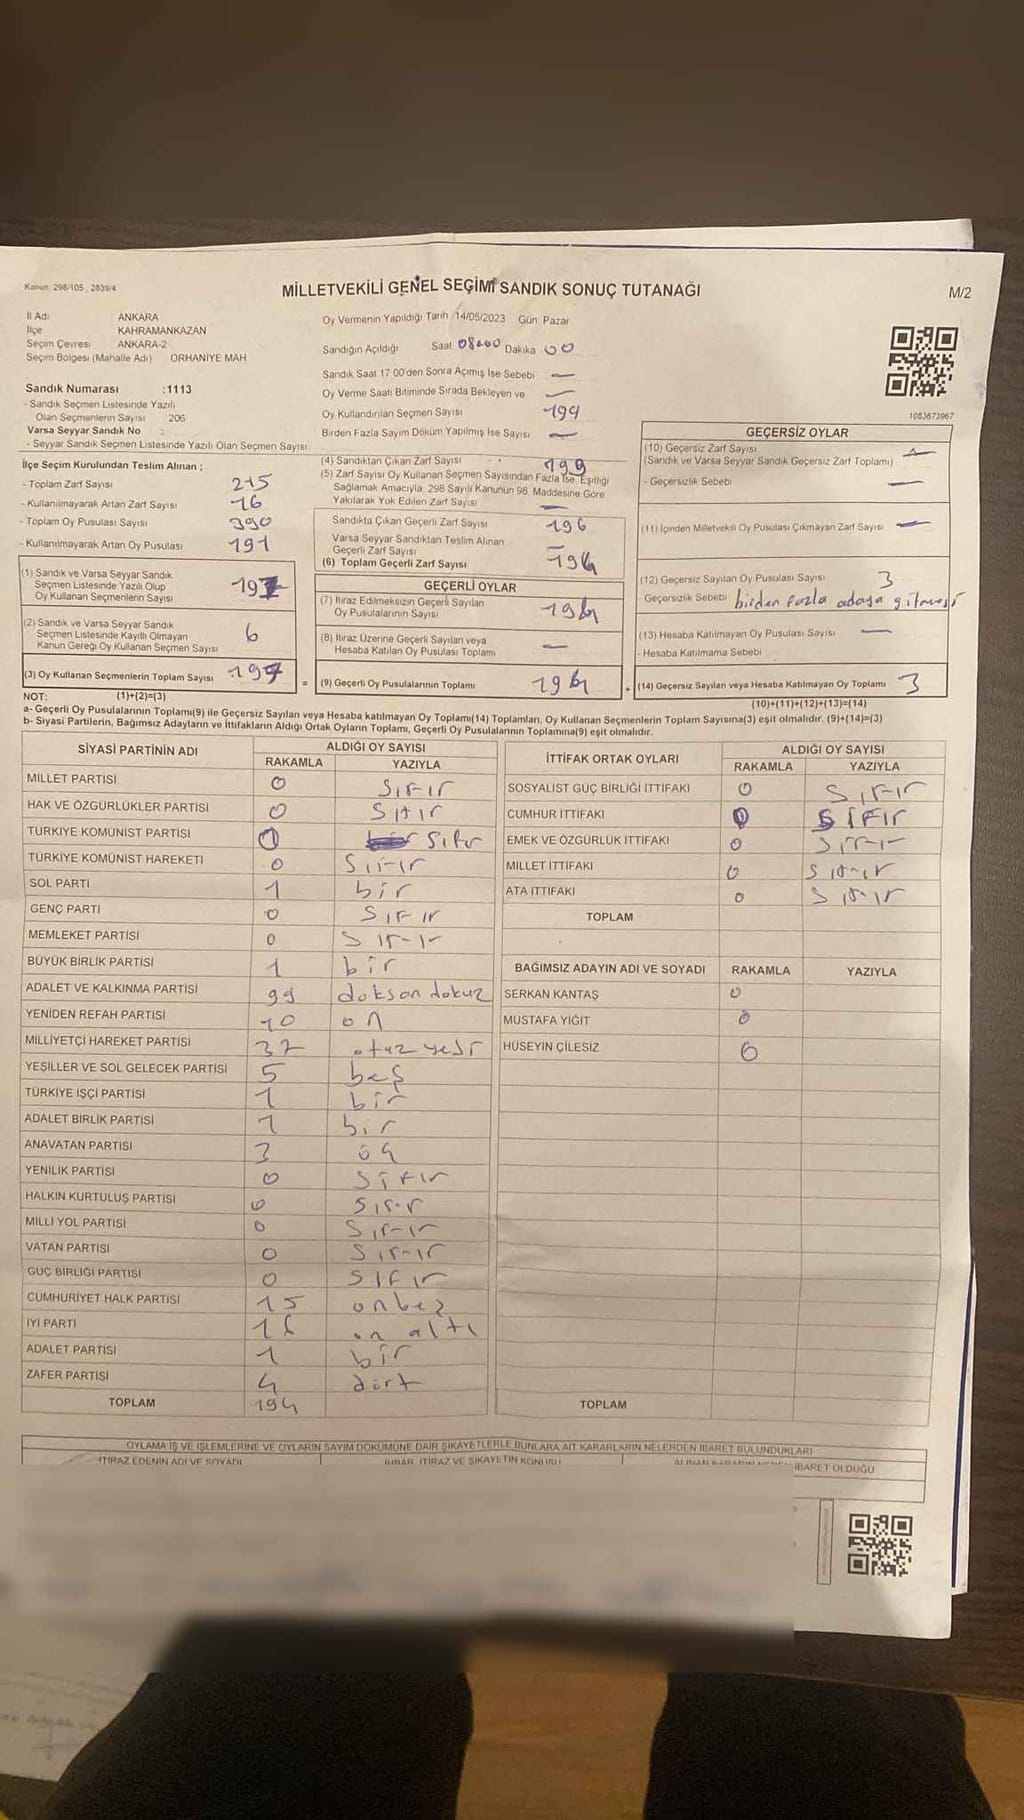 Kanun: 298/105, 2839/4
MİLLETVEKİLİ GENEL SEÇİMİ SANDIK SONUÇ TUTANAĞI
M/2
İl Adı ANKARA
İlçe KAHRAMANKAZAN
Seçim Çevresi ANKARA-2
Seçim Bölgesi (Mahalle Adı) ORHANİYE MAH
Sandık Numarası :1113
- Sandık Seçmen Listesinde Yazılı
Olan Seçmenlerin Sayısı 206
Varsa Seyyar Sandık No :
- Seyyar Sandık Seçmen Listesinde Yazılı Olan Seçmen Sayısı
Oy Vermenin Yapıldığı Tarih 14/05/2023 Gün: Pazar
Sandığın Açıldığı Saat 0800 Dakika 00
Sandık Saat 17:00'den Sonra Açımış İse Sebebi —
Oy Verme Saati Bitiminde Sırada Bekleyen ve —
Oy Kullandırılan Seçmen Sayısı 194
Birden Fazla Sayım Döküm Yapılmış İse Sayısı —
1083673967
İlçe Seçim Kurulundan Teslim Alınan ;
- Toplam Zarf Sayısı 215
- Kullanılmayarak Artan Zarf Sayısı 16
- Toplam Oy Pusulası Sayısı 390
- Kullanılmayarak Artan Oy Pusulası 191
(1) Sandık ve Varsa Seyyar Sandık
Seçmen Listesinde Yazılı Olup
Oy Kullanan Seçmenlerin Sayısı
(2) Sandık ve Varsa Seyyar Sandık
Seçmen Listesinde Kayıtlı Olmayan
Kanun Gereği Oy Kullanan Seçmen Sayısı 6
(3) Oy Kullanan Seçmenlerin Toplam Sayısı 197
(1)+(2)=(3)
(4) Sandıktan Çıkan Zarf Sayısı 199
(5) Zarf Sayısı Oy Kullanan Seçmen Sayısından Fazla İse, Eşitliği
Sağlamak Amacıyla 298 Sayılı Kanunun 98. Maddesine Göre
Yakılarak Yok Edilen Zarf Sayısı —
Sandıkta Çıkan Geçerli Zarf Sayısı 196
Varsa Seyyar Sandıktan Teslim Alınan
Geçerli Zarf Sayısı —
(6) Toplam Geçerli Zarf Sayısı 194
GEÇERLİ OYLAR
(7) İtiraz Edilmeksizin Geçerli Sayılan
Oy Pusulalarının Sayısı 194
(8) İtiraz Üzerine Geçerli Sayılan veya
Hesaba Katılan Oy Pusulası Toplamı —
= (9) Geçerli Oy Pusulalarının Toplamı 194
GEÇERSİZ OYLAR
(10) Geçersiz Zarf Sayısı
(Sandık ve Varsa Seyyar Sandık Geçersiz Zarf Toplamı) —
- Geçersizlik Sebebi —
(11) İçinden Milletvekili Oy Pusulası Çıkmayan Zarf Sayısı —
(12) Geçersiz Sayılan Oy Pusulası Sayısı 3
- Geçersizlik Sebebi birden fazla adaya gitmesi
(13) Hesaba Katılmayan Oy Pusulası Sayısı —
- Hesaba Katılmama Sebebi
+ (14) Geçersiz Sayılan veya Hesaba Katılmayan Oy Toplamı 3
(10)+(11)+(12)+(13)=(14)
NOT:
a- Geçerli Oy Pusulasının Toplamı(9) ile Geçersiz Sayılan veya Hesaba katılmayan Oy Toplamı(14) Toplamları, Oy Kullanan Seçmenlerin Toplam Sayısına(3) eşit olmalıdır. (9)+(14)=(3)
b- Siyasi Partilerin, Bağımsız Adayların ve İttifakların Aldığı Ortak Oyların Toplamı, Geçerli Oy Pusulalarının Toplamına(9) eşit olmalıdır.
SİYASİ PARTİNİN ADI ALDIĞI OY SAYISI
RAKAMLA YAZIYLA
MİLLET PARTİSİ 0 Sıfır
HAK VE ÖZGÜRLÜKLER PARTİSİ 0 Sıfır
TÜRKİYE KOMÜNİST PARTİSİ 0 Sıfır
TÜRKİYE KOMÜNİST HAREKETİ 0 Sıfır
SOL PARTİ 1 bir
GENÇ PARTİ 0 Sıfır
MEMLEKET PARTİSİ 0 Sıfır
BÜYÜK BİRLİK PARTİSİ 1 bir
ADALET VE KALKINMA PARTİSİ 99 doksan dokuz
YENİDEN REFAH PARTİSİ 10 on
MİLLİYETÇİ HAREKET PARTİSİ 37 otuz yedi
YEŞİLLER VE SOL GELECEK PARTİSİ 5 beş
TÜRKİYE İŞÇİ PARTİSİ 1 bir
ADALET BİRLİK PARTİSİ 1 bir
ANAVATAN PARTİSİ 3 üç
YENİLİK PARTİSİ 0 Sıfır
HALKIN KURTULUŞ PARTİSİ 0 Sıfır
MİLLİ YOL PARTİSİ 0 Sıfır
VATAN PARTİSİ 0 Sıfır
GÜÇ BİRLİĞİ PARTİSİ 0 Sıfır
CUMHURİYET HALK PARTİSİ 15 onbeş
İYİ PARTİ 16 on altı
ADALET PARTİSİ 1 bir
ZAFER PARTİSİ 4 dört
TOPLAM 194
İTTİFAK ORTAK OYLARI ALDIĞI OY SAYISI
RAKAMLA YAZIYLA
SOSYALİST GÜÇ BİRLİĞİ İTTİFAKI 0 Sıfır
CUMHUR İTTİFAKI 0 Sıfır
EMEK VE ÖZGÜRLÜK İTTİFAKI 0 Sıfır
MİLLET İTTİFAKI 0 Sıfır
ATA İTTİFAKI 0 Sıfır
TOPLAM
BAĞIMSIZ ADAYIN ADI VE SOYADI RAKAMLA YAZIYLA
SERKAN KANTAŞ 0
MUSTAFA YİĞİT 0
HÜSEYİN ÇİLESİZ 0
TOPLAM
OYLAMA İŞ VE İŞLEMLERİNE VE OYLARIN SAYIM DÖKÜMÜNE DAİR ŞİKAYETLERLE BUNLARA AİT KARARLARIN NELERDEN İBARET BULUNDUKLARI
İTİRAZ EDENİN ADI VE SOYADI İHBAR, İTİRAZ VE ŞİKAYETİN KONUSU ALINAN KARARIN NEDEN İBARET OLDUĞU